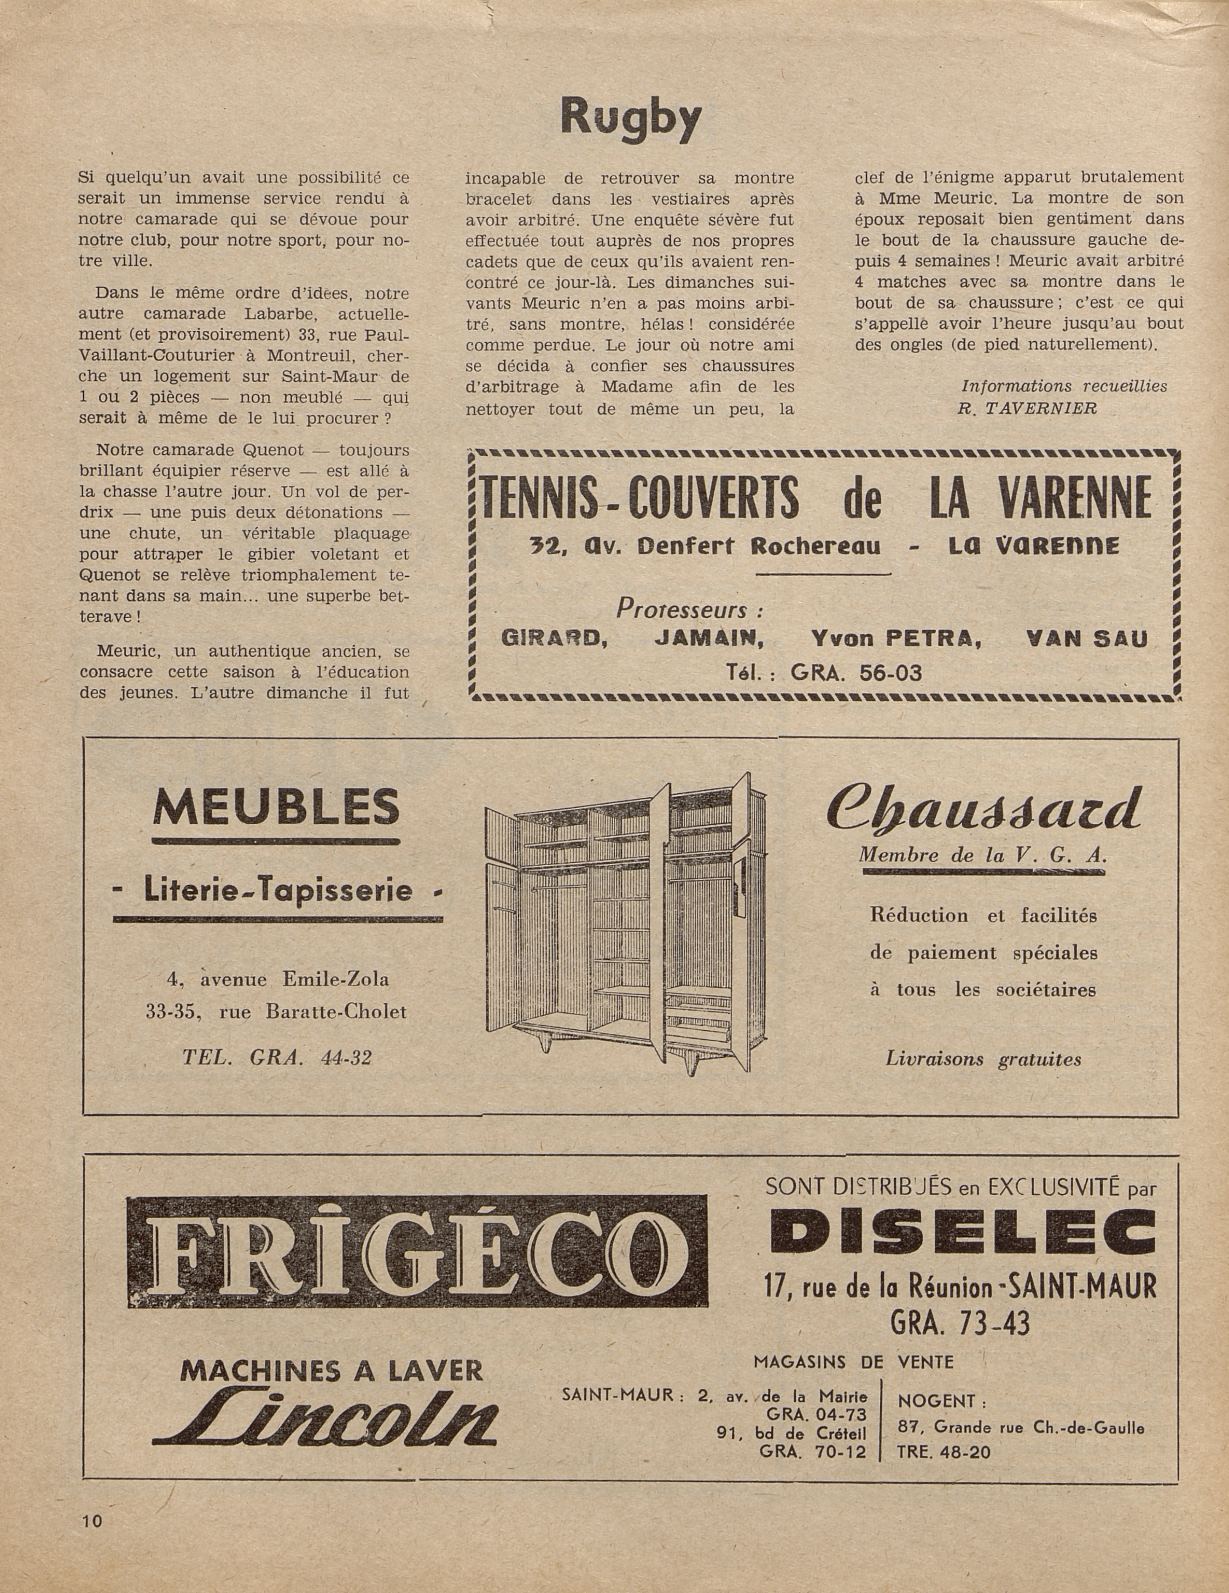 Rugby
Si quelqu'un avait une possibilité ce
serait un immense service rendu à
notre camarade qui se dévoue pour
notre club, pour notre sport, pour no-
tre ville.
Dans le même ordre d'idées, notre
autre camarade Labarbe, actuelle-
ment (et provisoirement) 33, rue Paul-
Vaillant-Couturier à Montreuil, cher-
che un logement sur Saint-Maur de
1 ou 2 pièces — non meublé — qui
serait à même de le lui procurer ?
Notre camarade Quenot — toujours
brillant équipier réserve — est allé à
la chasse l'autre jour. Un vol de per-
drix — une puis deux détonations —
une chute, un véritable plaquage
pour attraper le gibier voletant et
Quenot se relève triomphalement te-
nant dans sa main... une superbe bet-
terave !
Meuric, un authentique ancien, se
consacre cette saison à l'éducation
des jeunes. L'autre dimanche il fut
incapable de retrouver sa montre
bracelet dans les vestiaires après
avoir arbitré. Une enquête sévère fut
effectuée tout auprès de nos propres
cadets que de ceux qu'ils avaient ren-
contré ce jour-là. Les dimanches sui-
vants Meuric n'en a pas moins arbi-
tré, sans montre, hélas ! considérée
comme perdue. Le jour où notre ami
se décida à confier ses chaussures
d'arbitrage à Madame afin de les
nettoyer tout de même un peu, la
clef de l'énigme apparut brutalement
à Mme Meuric. La montre de son
époux reposait bien gentiment dans
le bout de la chaussure gauche de-
puis 4 semaines ! Meuric avait arbitré
4 matches avec sa montre dans le
bout de sa chaussure ; c'est ce qui
s'appelle avoir l'heure jusqu'au bout
des ongles (de pied naturellement).
Informations recueillies
R. TAVERNIER
TENNIS-COUVERTS de LA VARENNE
32, av. Denfert Rochereau - La VARENNE
Professeurs :
GIRARD, JAMAIN, Yvon PETRA, VAN SAU
Tél. : GRA. 56-03
MEUBLES
- Literie-Tapisserie -
4, avenue Emile-Zola
33-35, rue Baratte-Cholet
TEL. GRA. 44-32
Chaussard
Membre de la V. G. A.
Réduction et facilités
de paiement spéciales
à tous les sociétaires
Livraisons gratuites
FRIGÉCO
MACHINES A LAVER
Lincoln
SONT DISTRIBUÉS en EXCLUSIVITÉ par
DISELEC
17, rue de la Réunion - SAINT-MAUR
GRA. 73-43
MAGASINS DE VENTE
SAINT-MAUR : 2, av. de la Mairie
GRA. 04-73
91, bd de Créteil
GRA. 70-12
NOGENT :
87, Grande rue Ch.-de-Gaulle
TRE. 48-20
10